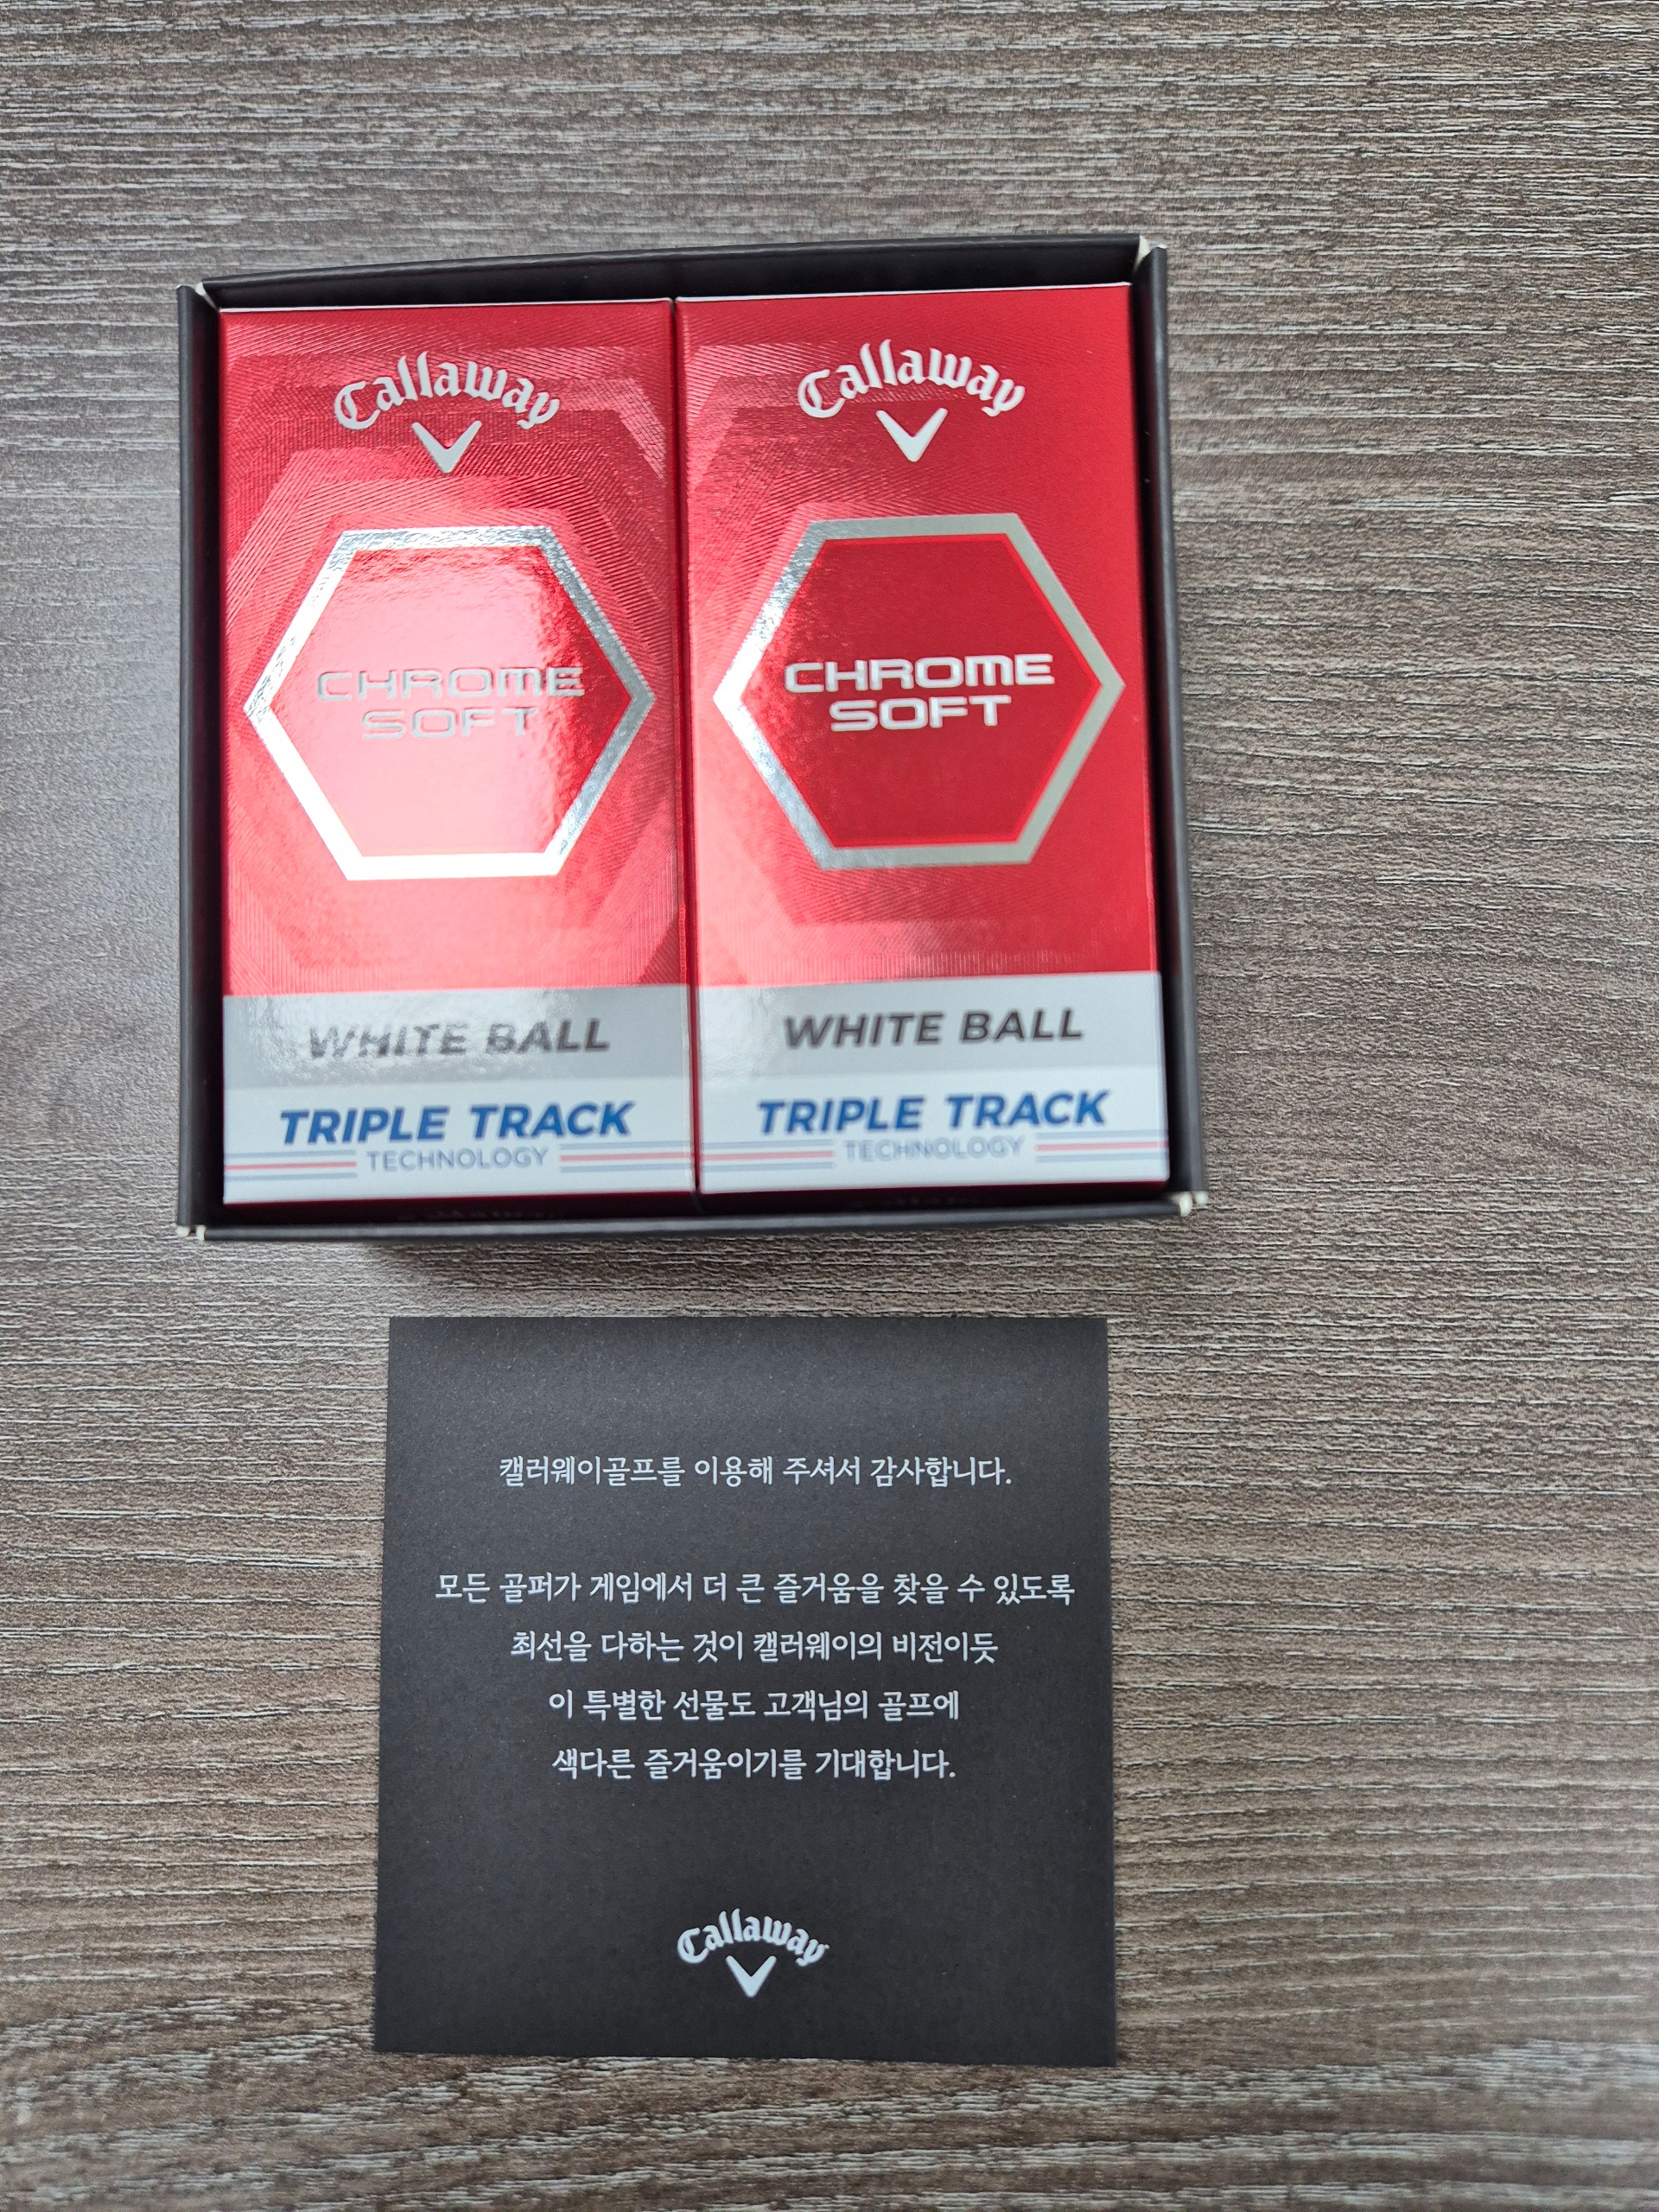 Callaway
CHROME
SOFT
WHITE BALL
TRIPLE TRACK
TECHNOLOGY
Callaway
CHROME
SOFT
WHITE BALL
TRIPLE TRACK
TECHNOLOGY
캘러웨이골프를 이용해 주셔서 감사합니다.
모든 골퍼가 게임에서 더 큰 즐거움을 찾을 수 있도록
최선을 다하는 것이 캘러웨이의 비전이듯
이 특별한 선물도 고객님의 골프에
색다른 즐거움이기를 기대합니다.
Callaway